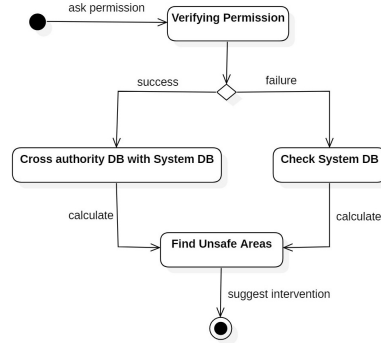 ask permission
Verifying Permission
success
failure
Cross authority DB with System DB
Check System DB
calculate
calculate
Find Unsafe Areas
suggest intervention